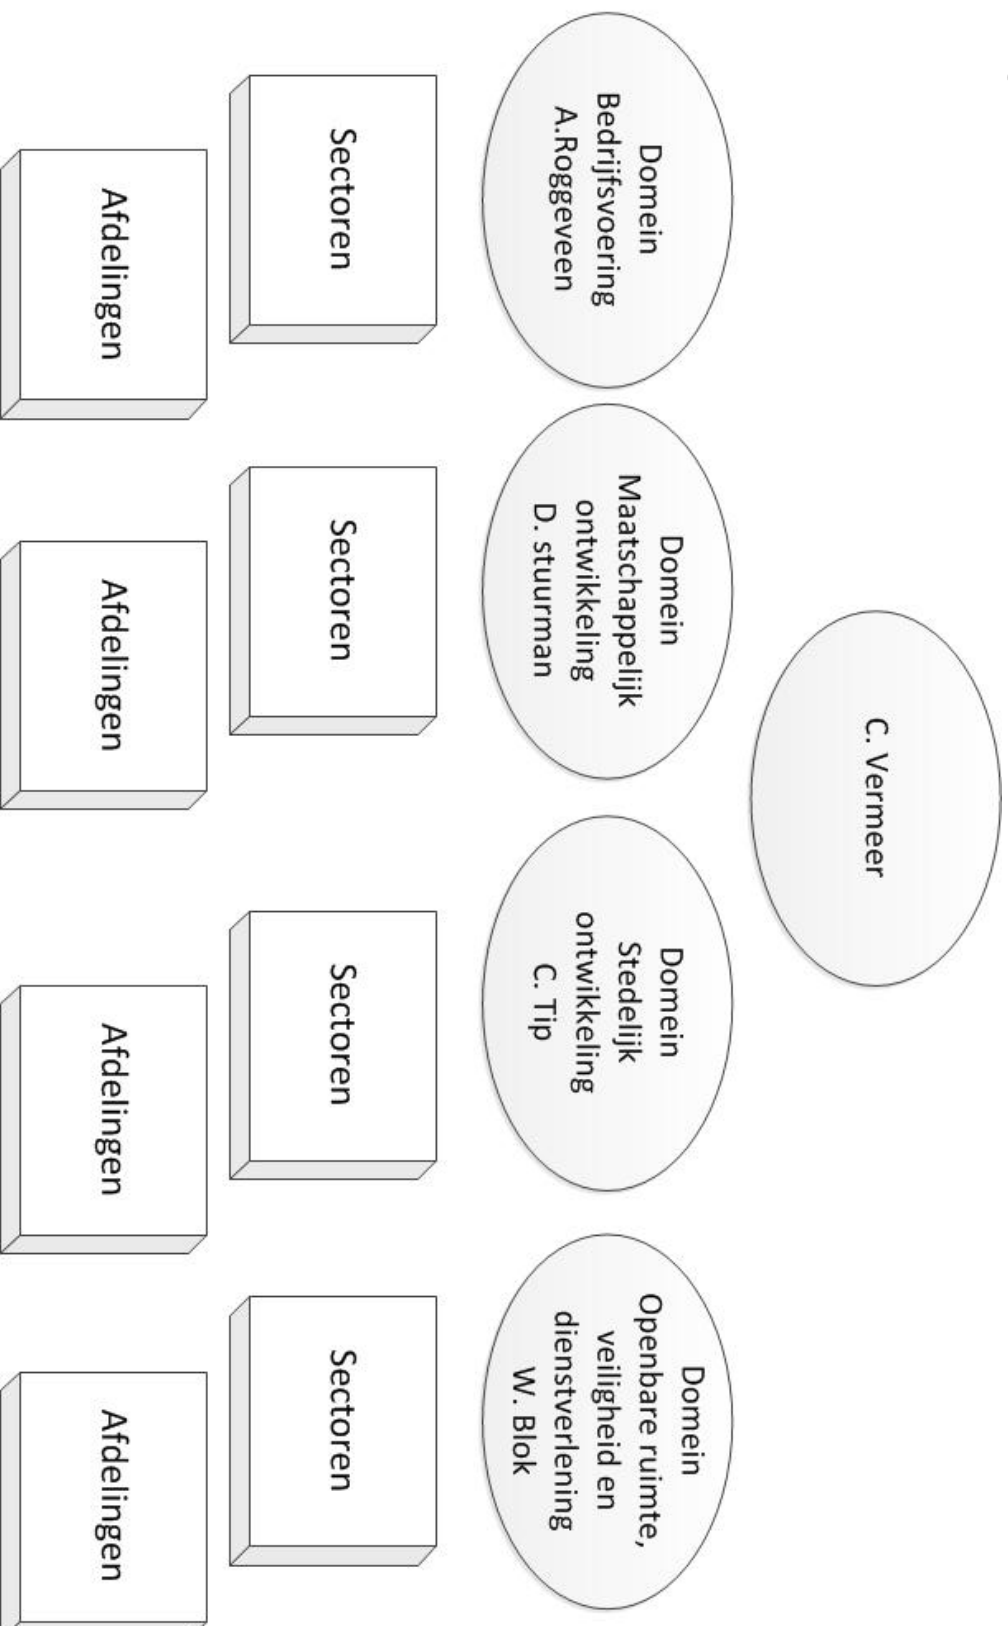 C. Vermeer
Domein
Bedrijfsvoering
A.Roggeveen
Domein
Maatschappelijk
ontwikkeling
D. stuurman
Domein
Stedelijk
ontwikkeling
C. Tip
Domein
Openbare ruimte,
veiligheid en
dienstverlening
W. Blok
Sectoren
Sectoren
Sectoren
Sectoren
Afdelingen
Afdelingen
Afdelingen
Afdelingen